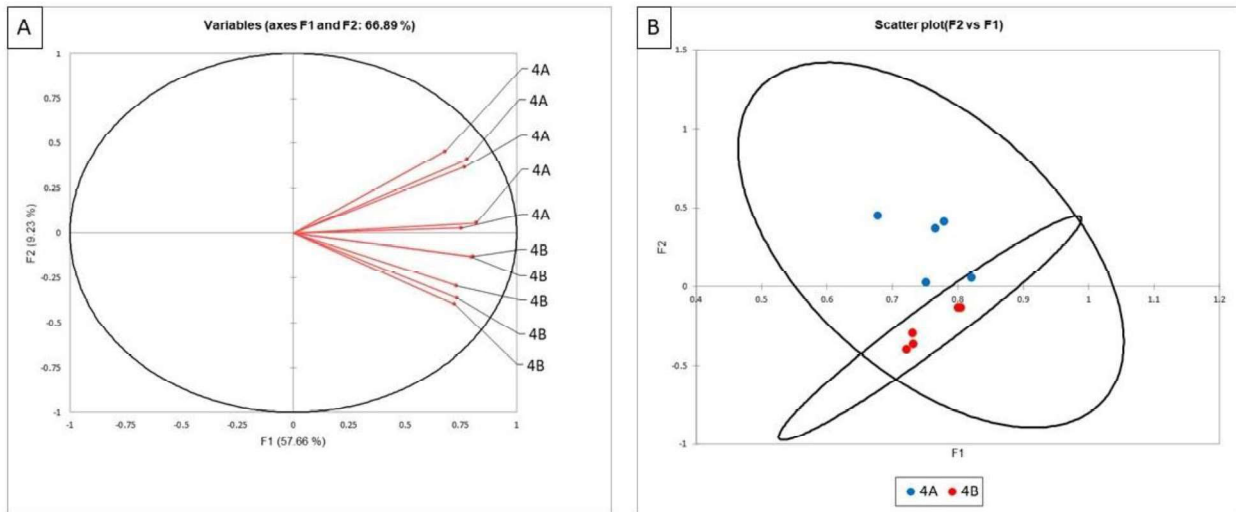 A
Variables (axes F1 and F2: 66.89 %)
1
0.75
0.5
0.25
0
-0.25
-0.5
-0.75
-1
-1
-0.75
-0.5
-0.25
0
0.25
0.5
0.75
1
F2 (9.23 %)
F1 (57.66 %)
4A
4A
4A
4A
4A
4B
4B
4B
4B
4B
B
Scatter plot(F2 vs F1)
1.5
1
0.5
0
-0.5
-1
0.4
0.5
0.6
0.7
0.8
0.9
1
1.1
1.2
F2
F1
4A 4B